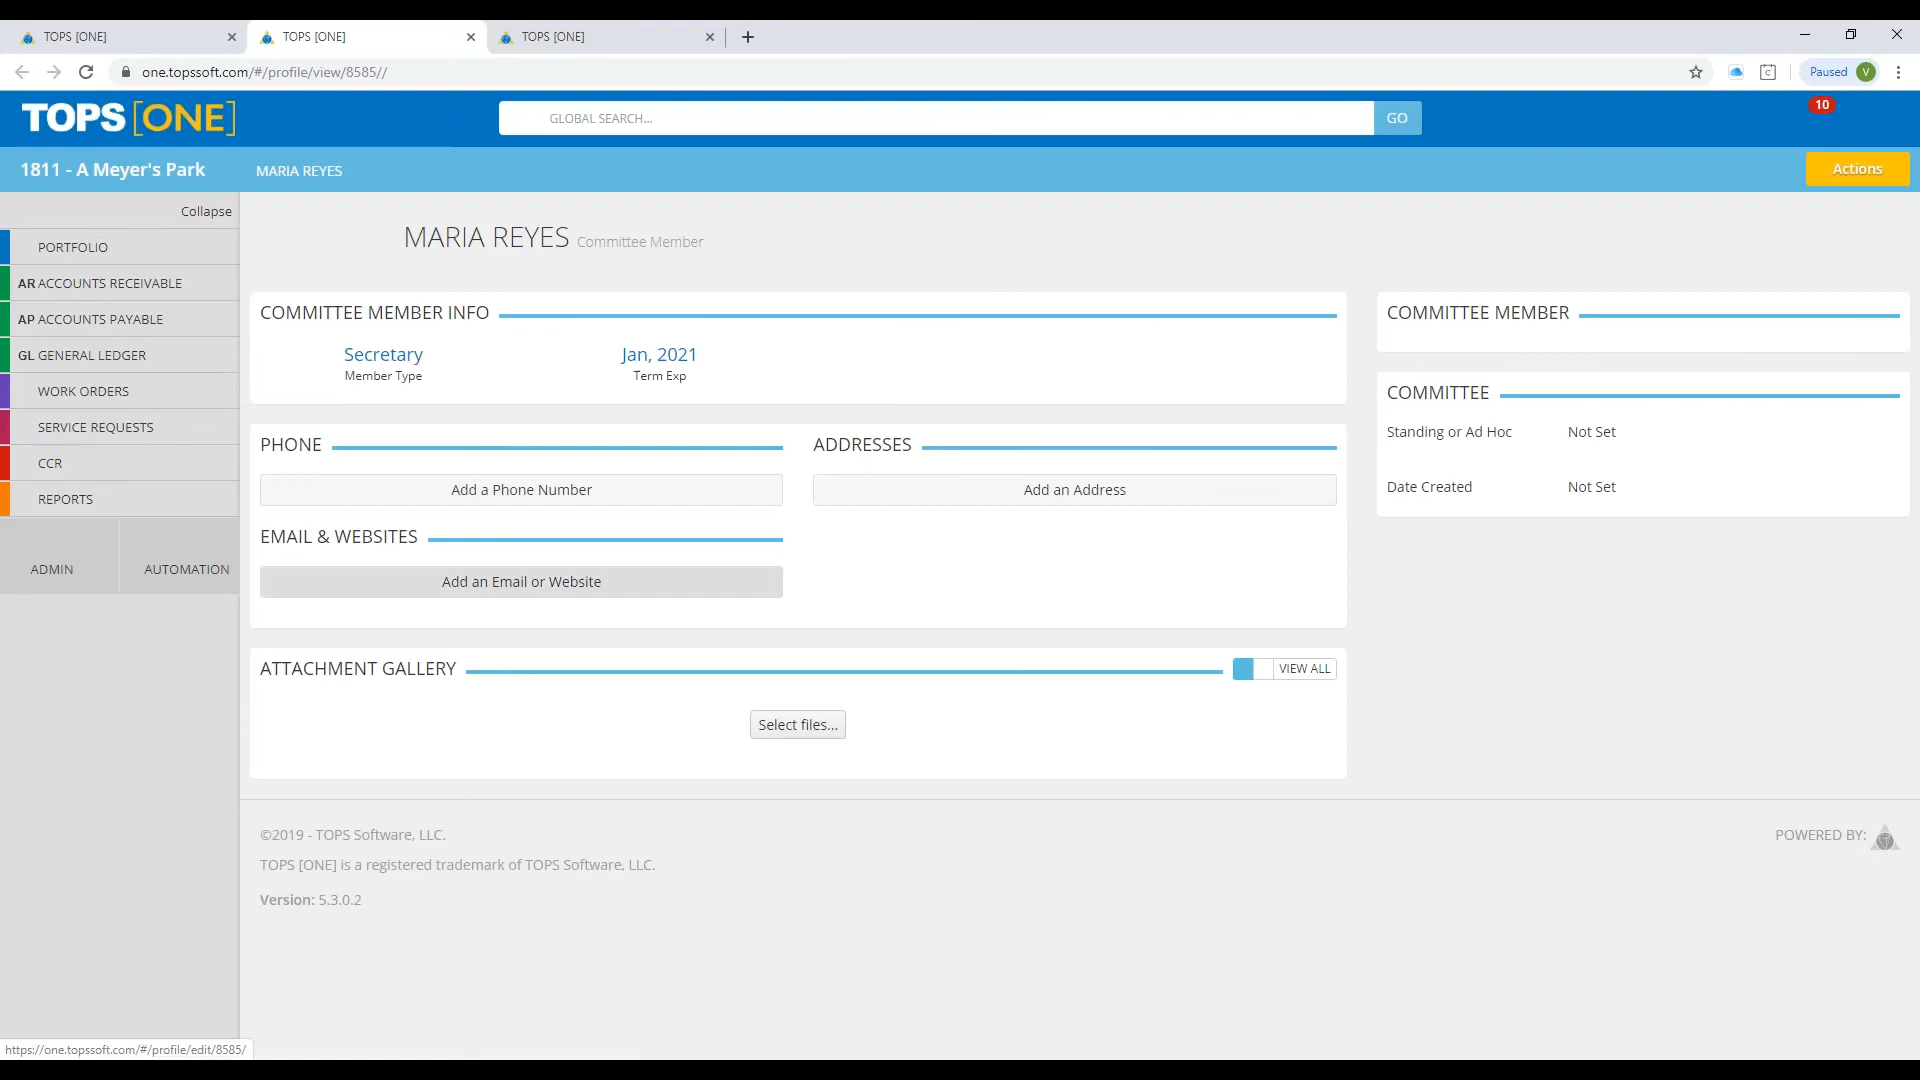 TOPS [ONE]
TOPS [ONE]
TOPS [ONE]
one.topssoft.com/#/profile/view/8585//
Paused
V
TOPS [ONE]
GLOBAL SEARCH...
GO
10
1811 - A Meyer's Park
MARIA REYES
Actions
Collapse
PORTFOLIO
AR ACCOUNTS RECEIVABLE
AP ACCOUNTS PAYABLE
GL GENERAL LEDGER
WORK ORDERS
SERVICE REQUESTS
CCR
REPORTS
ADMIN
AUTOMATION
MARIA REYES Committee Member
COMMITTEE MEMBER INFO
Secretary
Member Type
Jan, 2021
Term Exp
PHONE
Add a Phone Number
ADDRESSES
Add an Address
EMAIL & WEBSITES
Add an Email or Website
ATTACHMENT GALLERY
VIEW ALL
Select files...
COMMITTEE MEMBER
COMMITTEE
Standing or Ad Hoc Not Set
Date Created Not Set
©2019 - TOPS Software, LLC.
TOPS [ONE] is a registered trademark of TOPS Software, LLC.
Version: 5.3.0.2
POWERED BY:
https://one.topssoft.com/#/profile/edit/8585/